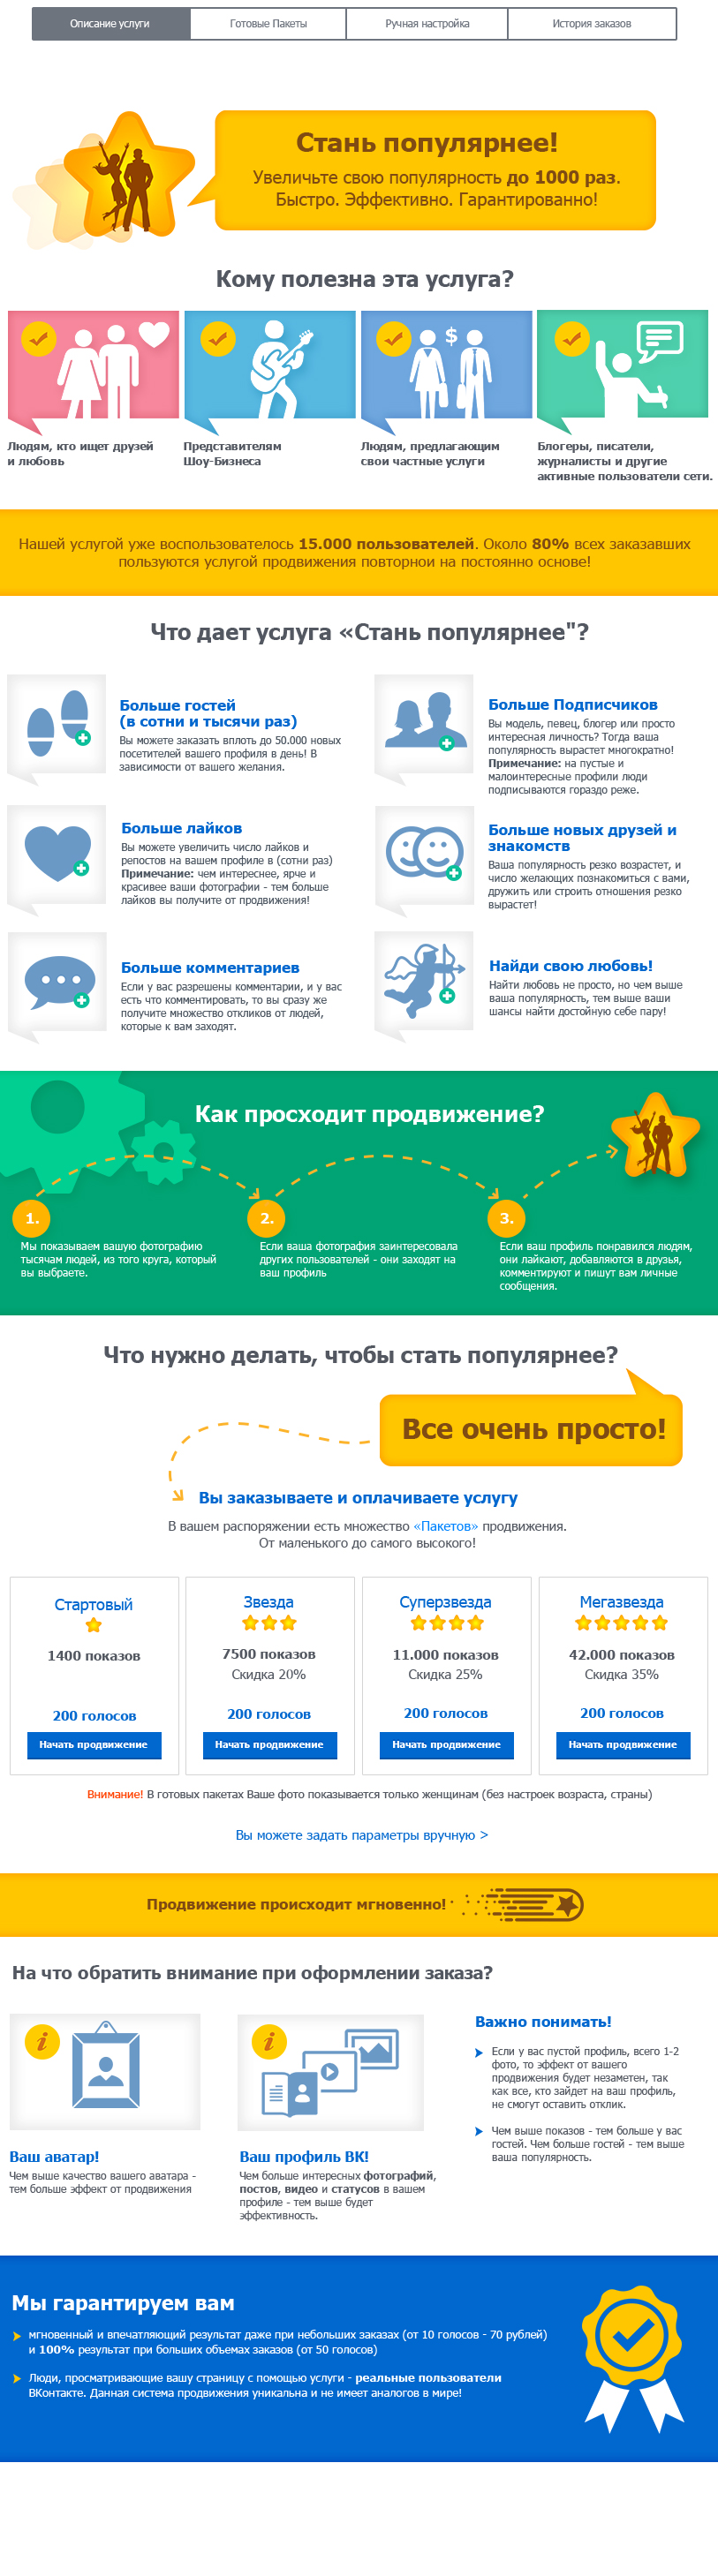 Описание услуги
Готовые Пакеты
Ручная настройка
История заказов
Стань популярнее!
Увеличьте свою популярность до 1000 раз.
Быстро. Эффективно. Гарантированно!
Кому полезна эта услуга?
$
Людям, кто ищет друзей
и любовь
Представителям
Шоу-Бизнеса
Людям, предлагающим
свои частные услуги
Блогеры, писатели,
журналисты и другие
активные пользователи сети.
Нашей услугой уже воспользователось 15.000 пользователей. Около 80% всех заказавших
пользуются услугой продвижения повторнои на постоянно основе!
Что дает услуга «Стань популярнее"?
Больше гостей
(в сотни и тысячи раз)
Вы можете заказать вплоть до 50.000 новых
посетителей вашего профиля в день! В
зависимости от вашего желания.
Больше Подписчиков
Вы модель, певец, блогер или просто
интересная личность? Тогда ваша
популярность вырастет многократно!
Примечание: на пустые и
малоинтересные профили люди
подписываются гораздо реже.
Больше лайков
Вы можете увеличить число лайков и
репостов на вашем профиле в (сотни раз)
Примечание: чем интереснее, ярче и
красивее ваши фотографии - тем больше
лайков вы получите от продвижения!
Больше новых друзей и
знакомств
Ваша популярность резко возрастет, и
число желающих познакомиться с вами,
дружить или строить отношения резко
вырастет!
Больше комментариев
Если у вас разрешены комментарии, и у вас
есть что комментировать, то вы сразу же
получите множество откликов от людей,
которые к вам заходят.
Найди свою любовь!
Найти любовь не просто, но чем выше
ваша популярность, тем выше ваши
шансы найти достойную себе пару!
Как просходит продвижение?
1.
2.
3.
Мы показываем вашую фотографию
тысячам людей, из того круга, который
вы выбраете.
Если ваша фотография заинтересовала
других пользователей - они заходят на
ваш профиль
Если ваш профиль понравился людям,
они лайкают, добавляются в друзья,
комментируют и пишут вам личные
сообщения.
Что нужно делать, чтобы стать популярнее?
Все очень просто!
Вы заказываете и оплачиваете услугу
В вашем распоряжении есть множество «Пакетов» продвижения.
От маленького до самого высокого!
Стартовый
1400 показов
200 голосов
Начать продвижение
Звезда
7500 показов
Скидка 20%
200 голосов
Начать продвижение
Суперзвезда
11.000 показов
Скидка 25%
200 голосов
Начать продвижение
Мегазвезда
42.000 показов
Скидка 35%
200 голосов
Начать продвижение
Внимание! В готовых пакетах Ваше фото показывается только женщинам (без настроек возраста, страны)
Вы можете задать параметры вручную >
Продвижение происходит мгновенно!
На что обратить внимание при оформлении заказа?
i
Ваш аватар!
Чем выше качество вашего аватара -
тем больше эффект от продвижения
i
Ваш профиль ВК!
Чем больше интересных фотографий,
постов, видео и статусов в вашем
профиле - тем выше будет
эффективность.
Важно понимать!
Если у вас пустой профиль, всего 1-2
фото, то эффект от вашего
продвижения будет незаметен, так
как все, кто зайдет на ваш профиль,
не смогут оставить отклик.
Чем выше показов - тем больше у вас
гостей. Чем больше гостей - тем выше
ваша популярность.
Мы гарантируем вам
мгновенный и впечатляющий результат даже при небольших заказах (от 10 голосов - 70 рублей)
и 100% результат при больших объемах заказов (от 50 голосов)
Люди, просматривающие вашу страницу с помощью услуги - реальные пользователи
ВКонтакте. Данная система продвижения уникальна и не имеет аналогов в мире!